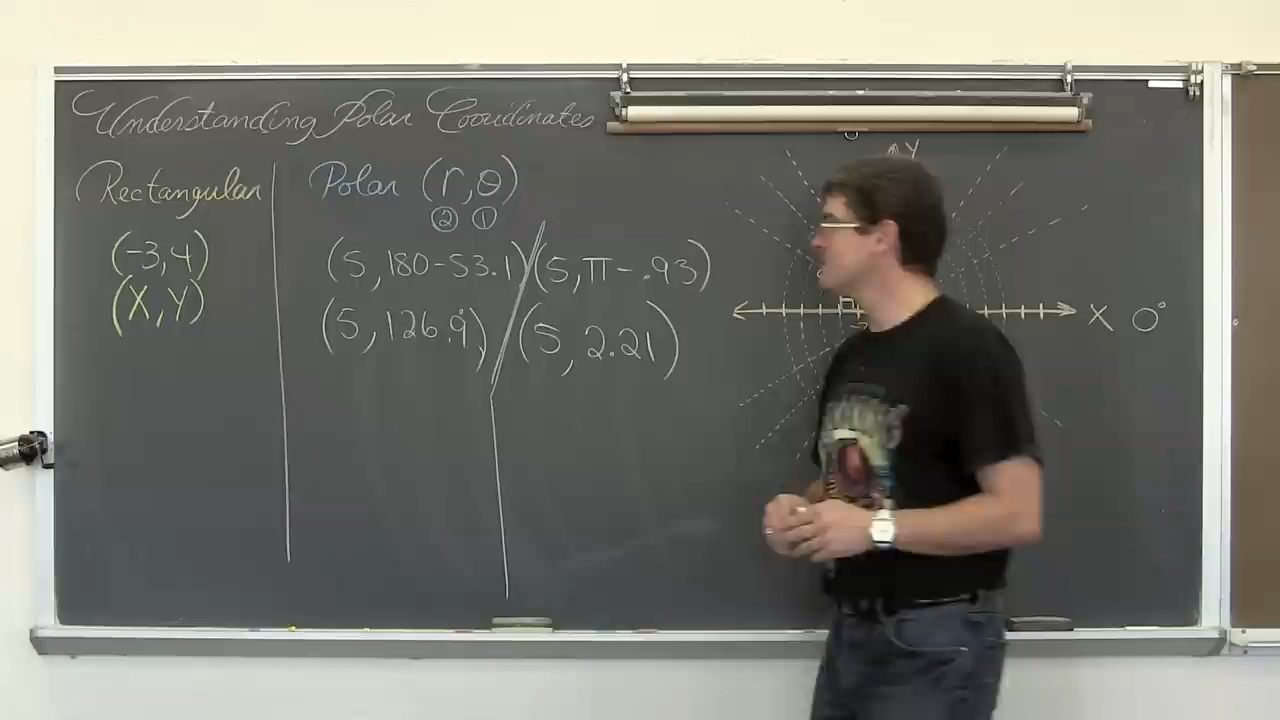 Understanding Polar Coordinates
Rectangular
(-3,4)
(X,Y)
Polar (r,θ)
② ①
(5,180-53.1)
(5,126.9°)
(5,π-.93)
(5,2.21)
Y
X 0°